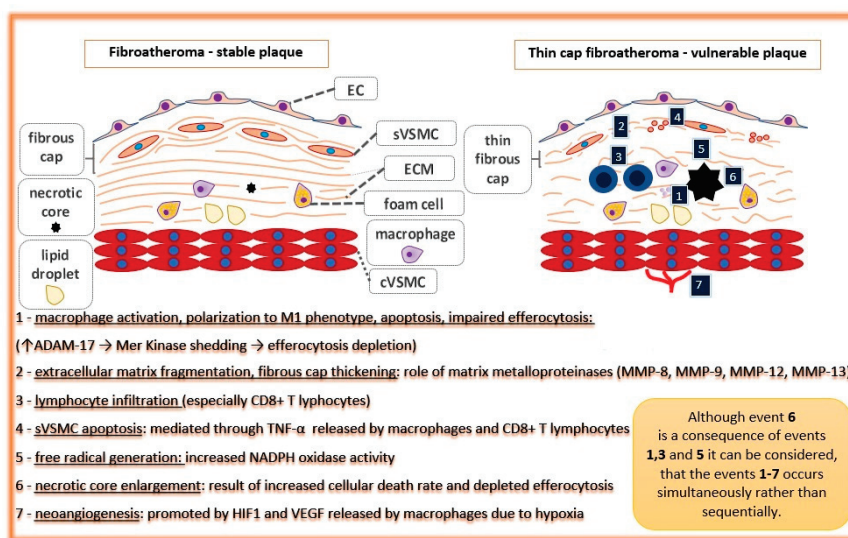 Fibroatheroma - stable plaque
Thin cap fibroatheroma - vulnerable plaque
EC
fibrous
cap
sVSMC
ECM
necrotic
core
foam cell
macrophage
lipid
droplet
cVSMC
thin
fibrous
cap
2
4
5
3
6
1
7
1 - macrophage activation, polarization to M1 phenotype, apoptosis, impaired efferocytosis:
(↑ADAM-17 → Mer Kinase shedding → efferocytosis depletion)
2 - extracellular matrix fragmentation, fibrous cap thickening: role of matrix metalloproteinases (MMP-8, MMP-9, MMP-12, MMP-13)
3 - lymphocyte infiltration (especially CD8+ T lyphocytes)
4 - sVSMC apoptosis: mediated through TNF-α released by macrophages and CD8+ T lymphocytes
5 - free radical generation: increased NADPH oxidase activity
6 - necrotic core enlargement: result of increased cellular death rate and depleted efferocytosis
7 - neoangiogenesis: promoted by HIF1 and VEGF released by macrophages due to hypoxia
Although event 6
is a consequence of events
1,3 and 5 it can be considered,
that the events 1-7 occurs
simultaneously rather than
sequentially.